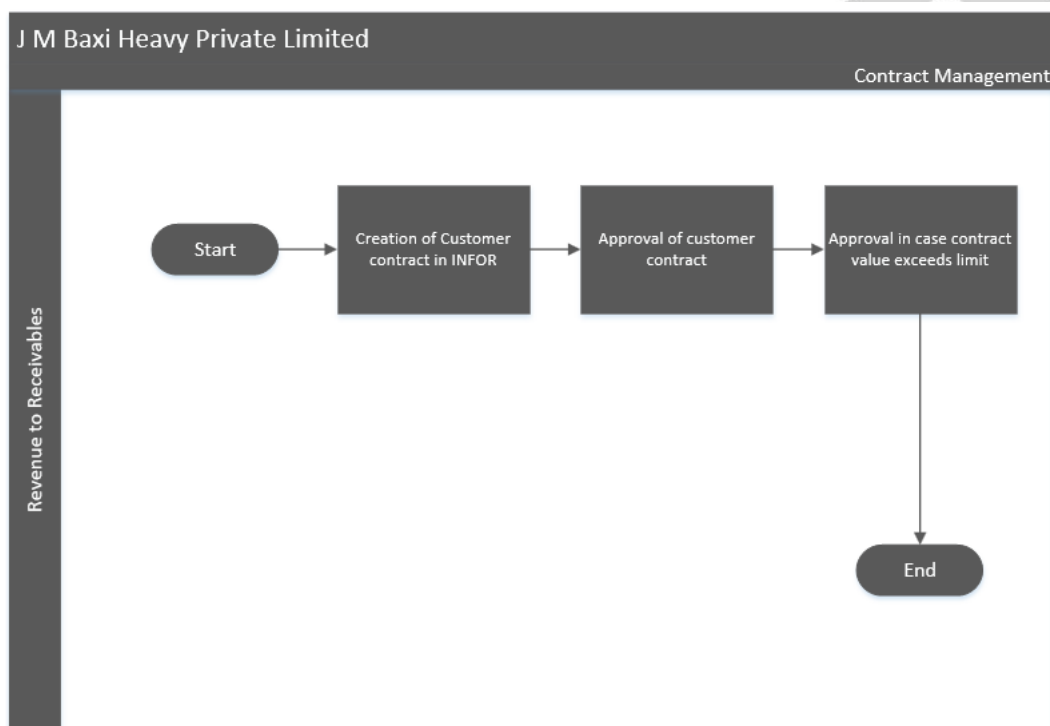 J M Baxi Heavy Private Limited
Contract Management
Revenue to Receivables
Start
Creation of Customer
contract in INFOR
Approval of customer
contract
Approval in case contract
value exceeds limit
End